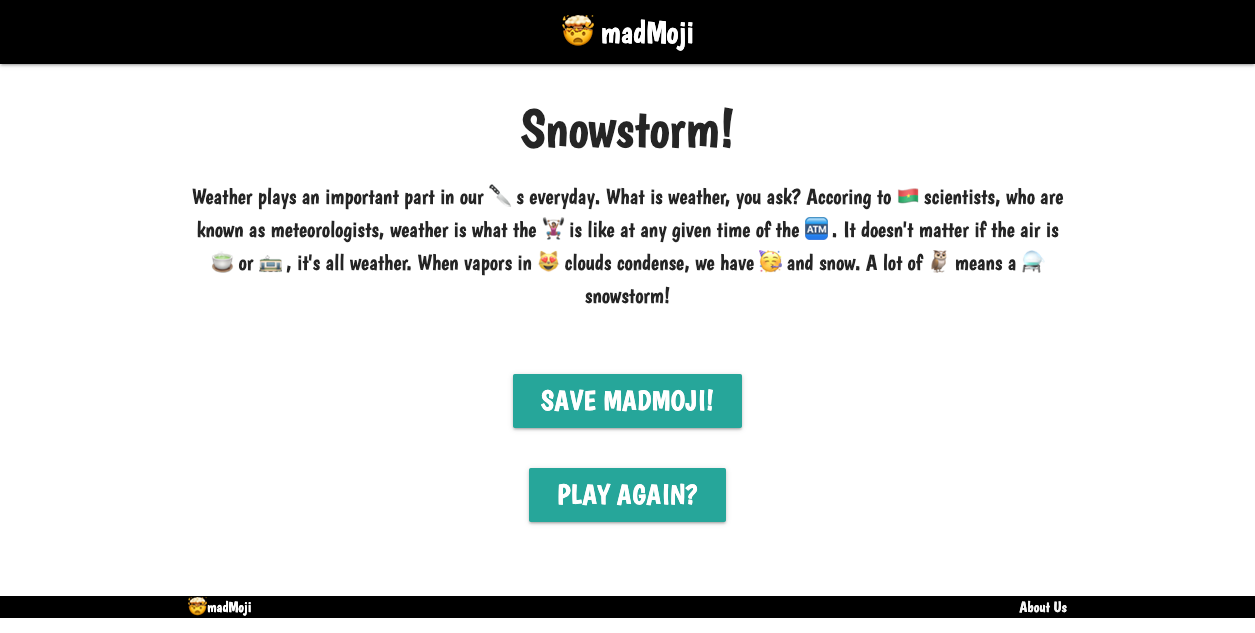 🤯 madMoji
Snowstorm!
Weather plays an important part in our 🔪 s everyday. What is weather, you ask? Accoring to 🇧🇫 scientists, who are
known as meteorologists, weather is what the 🏋🏿‍♀️ is like at any given time of the 🏧 . It doesn't matter if the air is
🍵 or 🚟 , it's all weather. When vapors in 😻 clouds condense, we have 🥳 and snow. A lot of 🦉 means a 🔮
snowstorm!
SAVE MADMOJI!
PLAY AGAIN?
🤯madMoji
About Us